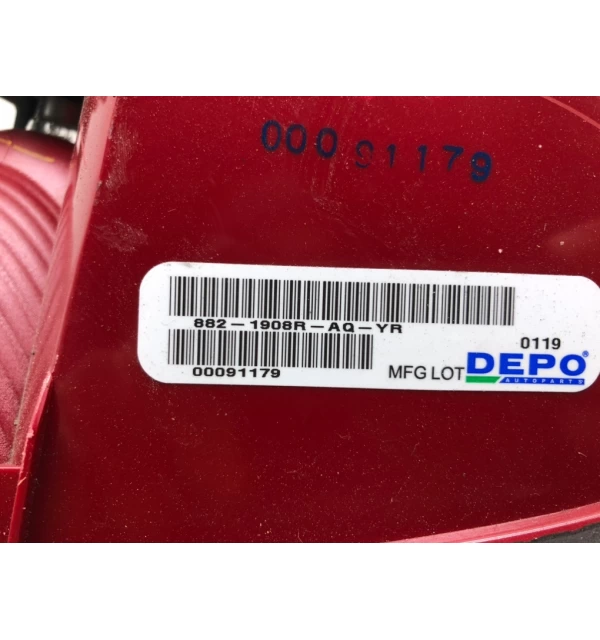 00091179
882-1908R-AQ-YR
00091179
MFG LOT
0119
DEPO®
AUTOPARTS